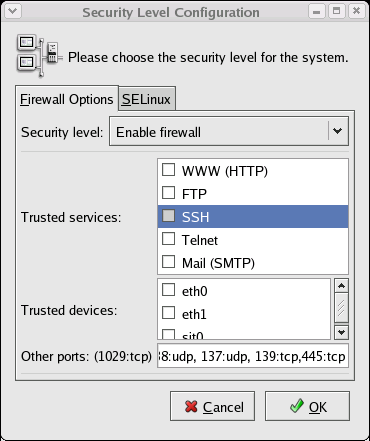 Security Level Configuration
Please choose the security level for the system.
Firewall Options
SELinux
Security level:
Enable firewall
Trusted services:
WWW (HTTP)
FTP
SSH
Telnet
Mail (SMTP)
Trusted devices:
eth0
eth1
sit0
Other ports: (1029:tcp)
38:udp, 137:udp, 139:tcp,445:tcp
Cancel
OK